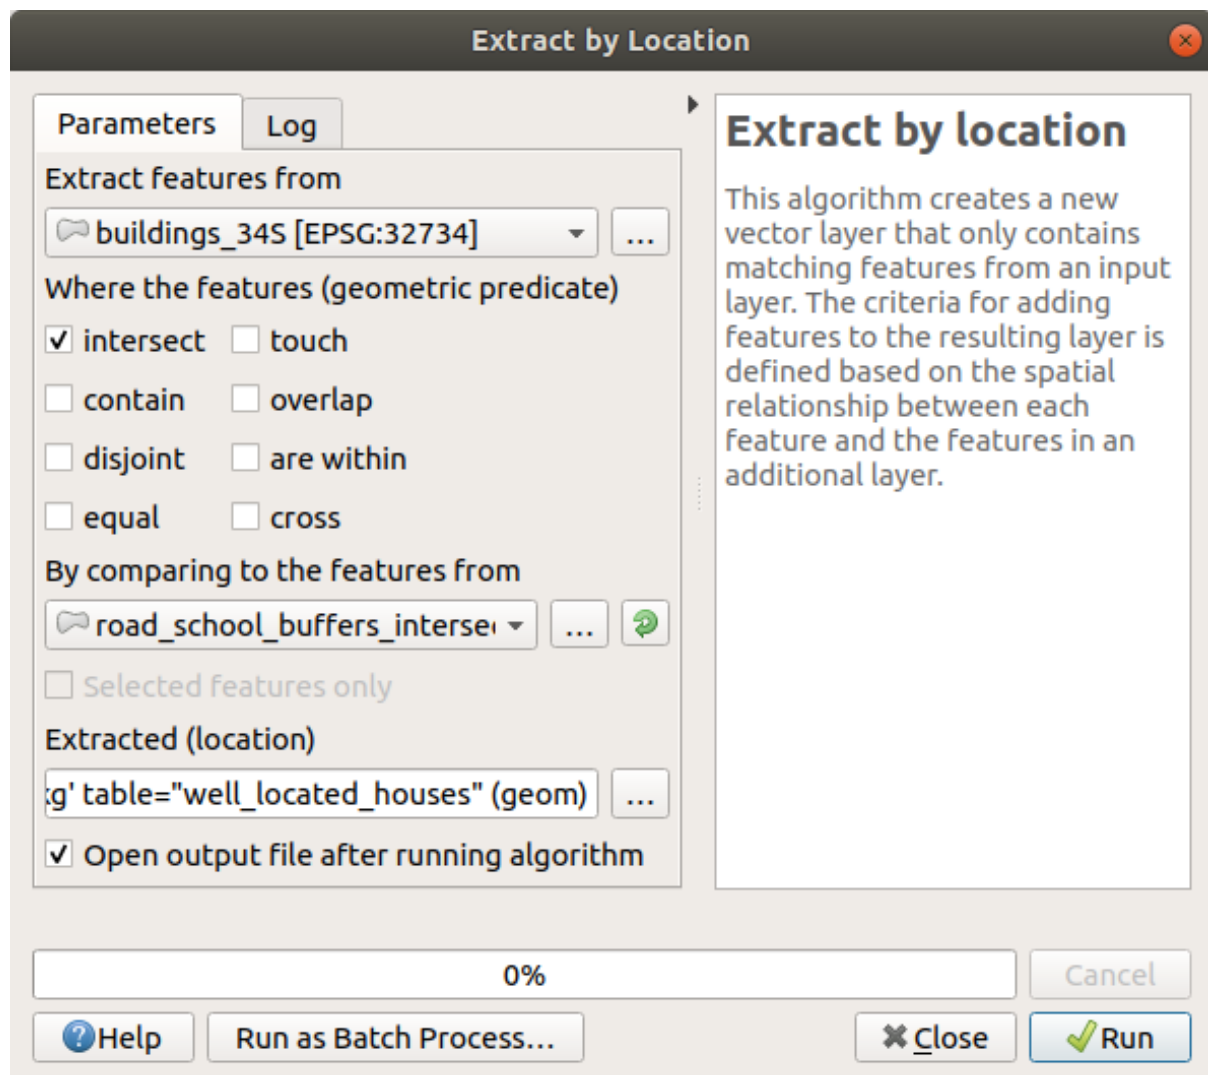 Extract by Location
Parameters
Log
Extract features from
buildings_34S [EPSG:32734]
...
Where the features (geometric predicate)
intersect
touch
contain
overlap
disjoint
are within
equal
cross
By comparing to the features from
road_school_buffers_interse
...
Selected features only
Extracted (location)
kg' table="well_located_houses" (geom)
...
Open output file after running algorithm
Extract by location
This algorithm creates a new
vector layer that only contains
matching features from an input
layer. The criteria for adding
features to the resulting layer is
defined based on the spatial
relationship between each
feature and the features in an
additional layer.
0%
Cancel
Help
Run as Batch Process...
Close
Run